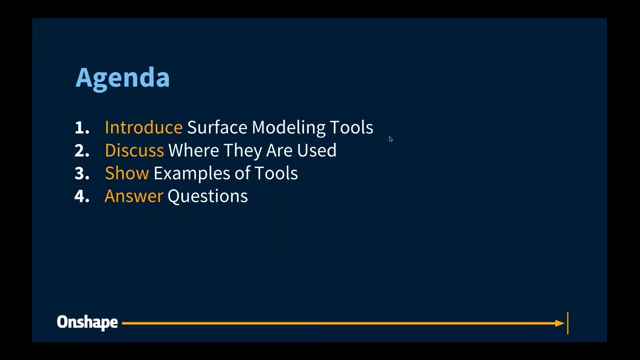 Agenda
1. Introduce Surface Modeling Tools
2. Discuss Where They Are Used
3. Show Examples of Tools
4. Answer Questions
Onshape